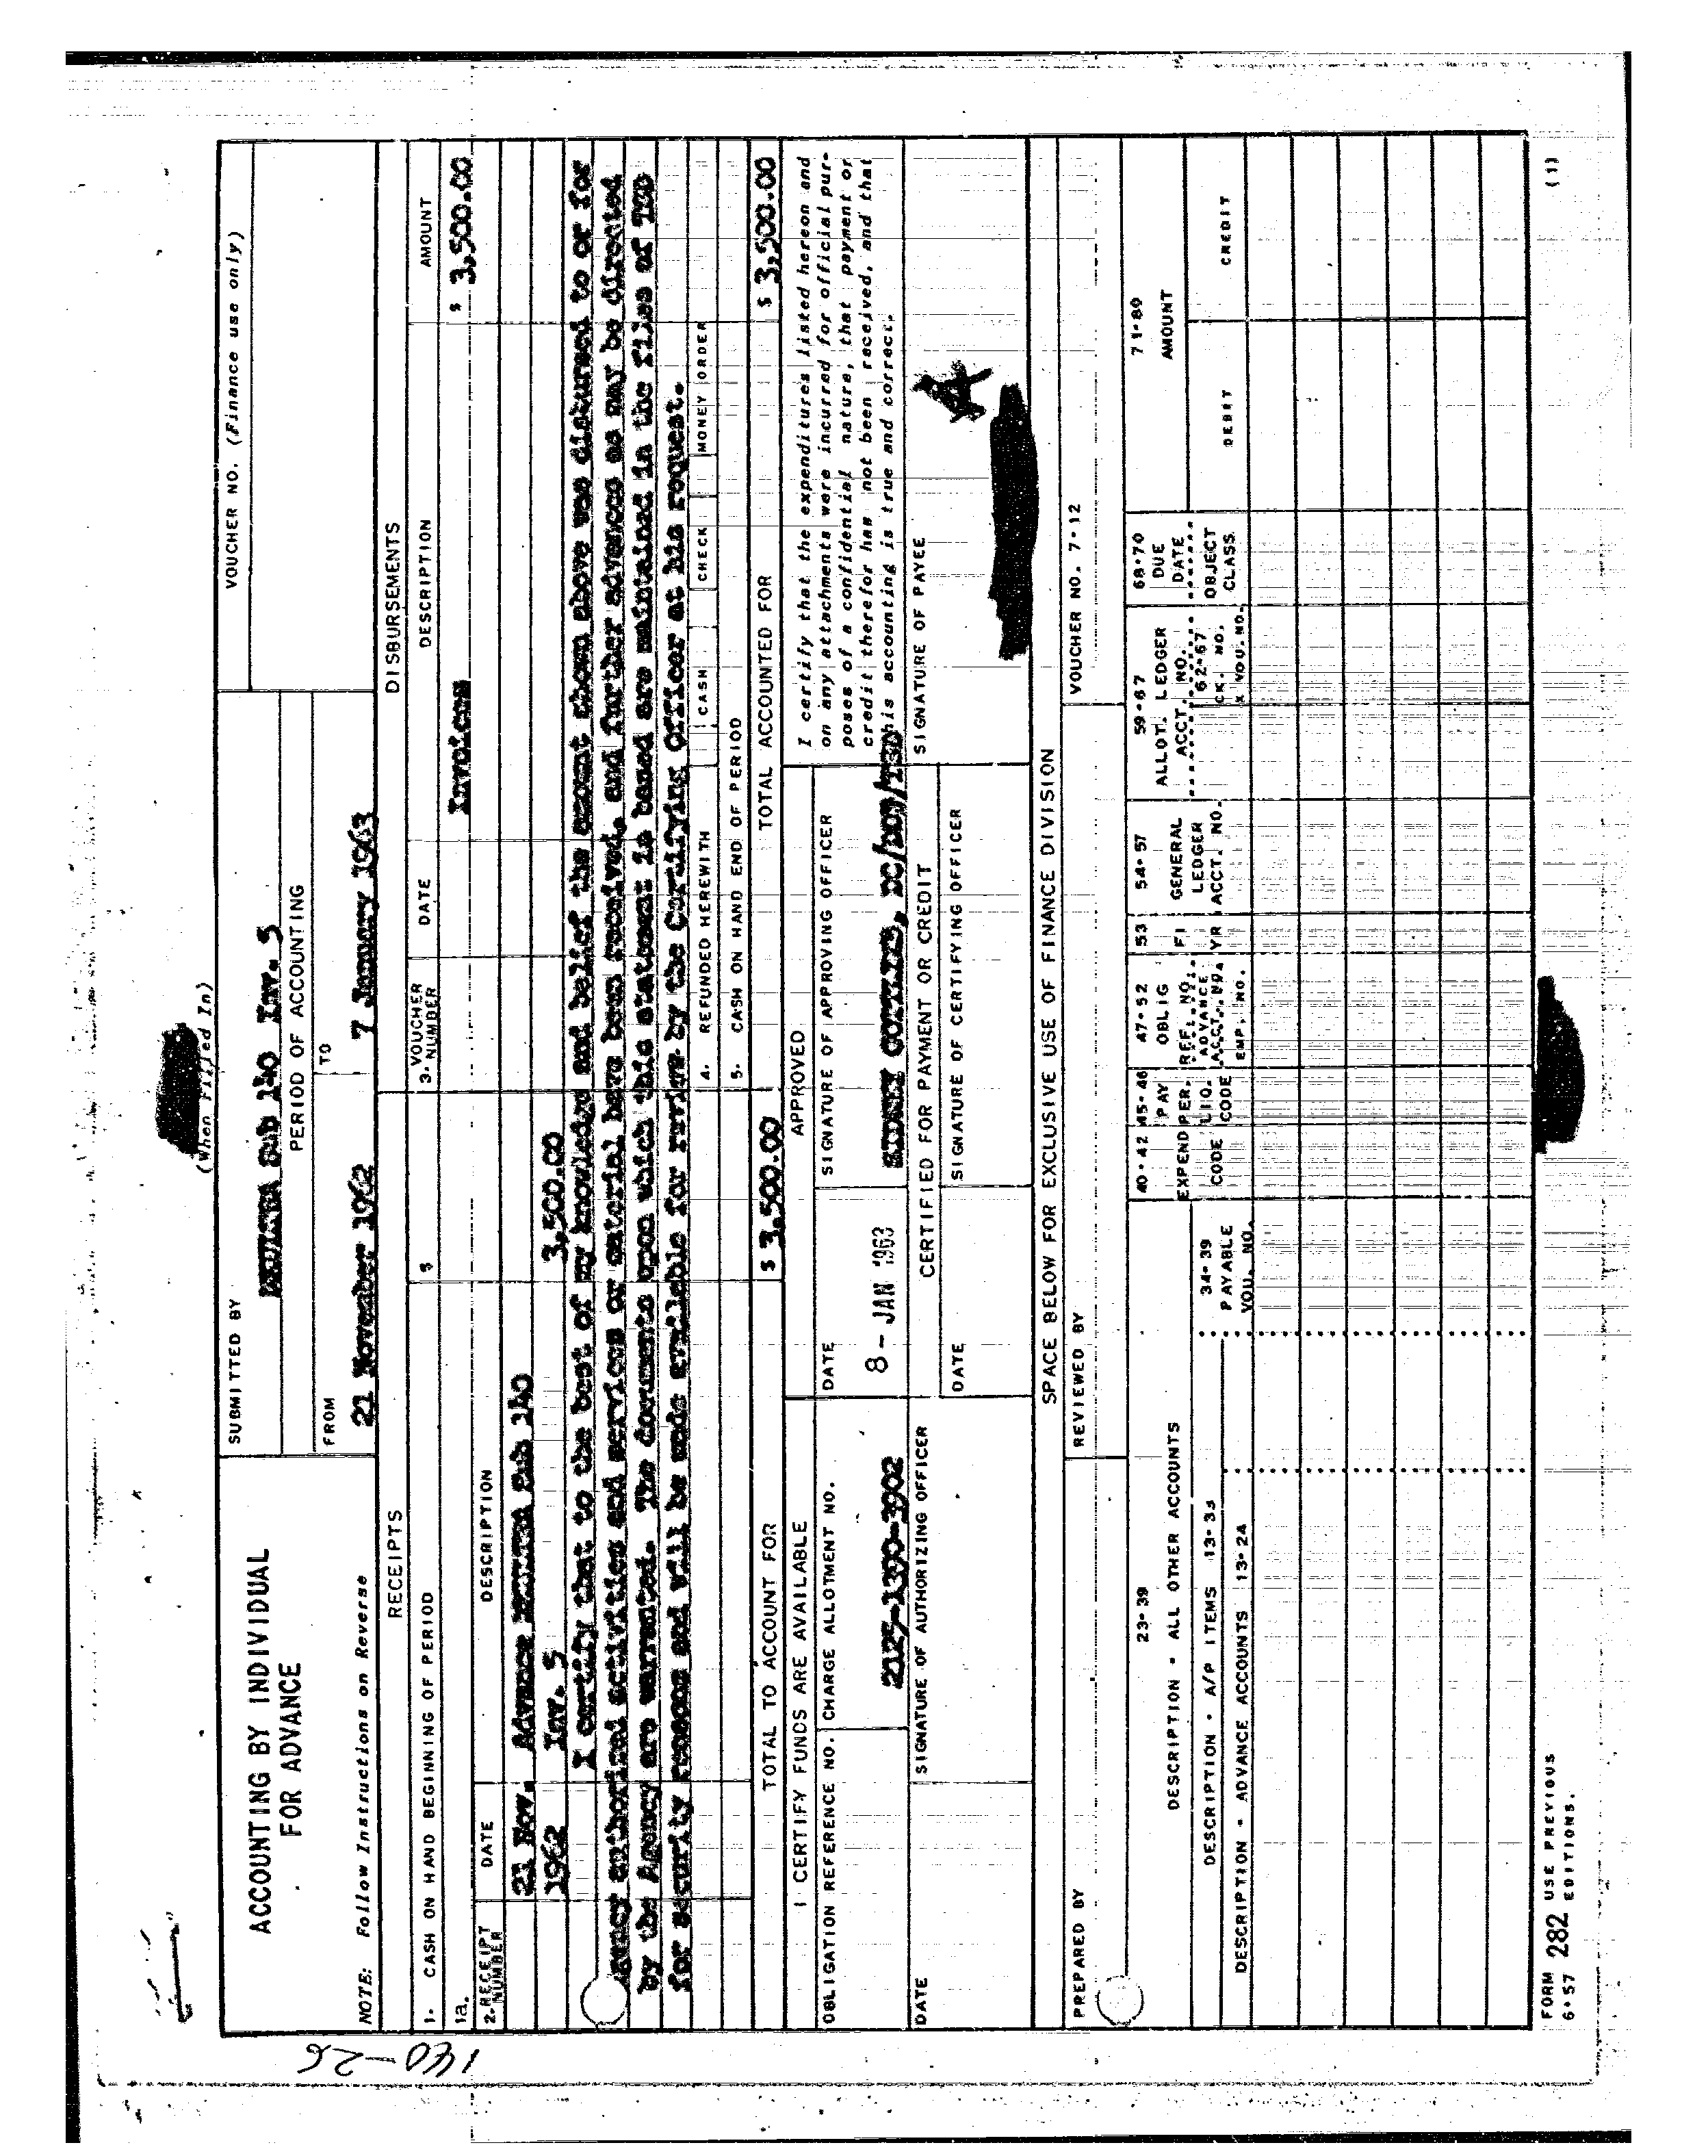 140-25
(When Filled In)
ACCOUNTING BY INDIVIDUAL
FOR ADVANCE
NOTE: Follow Instructions on Reverse
SUBMITTED BY
MKULTRA Sub 140 Inv. 5
PERIOD OF ACCOUNTING
FROM
21 November 1962
TO
7 January 1963
VOUCHER NO. (Finance use only)
RECEIPTS
DISBURSEMENTS
1. CASH ON HAND BEGINNING OF PERIOD
$
3. VOUCHER NUMBER
DATE
DESCRIPTION
AMOUNT
1a.
Invoices
$ 3,500.00
2. RECEIPT NUMBER
DATE
DESCRIPTION
21 Nov. Advance MKULTRA Sub 140
1962 Inv. 5 3,500.00
I certify that to the best of my knowledge and belief the amount shown above was disbursed to or for
Agency authorized activities and services or material have been received, and further advances as may be directed
by the Agency are warranted. The documents upon which this statement is based are maintained in the files of TSD
for security reasons and will be made available for review by the Certifying Officer at his request.
4. REFUNDED HEREWITH
CASH
CHECK
MONEY ORDER
5. CASH ON HAND END OF PERIOD
TOTAL TO ACCOUNT FOR
$ 3,500.00
TOTAL ACCOUNTED FOR
$ 3,500.00
I CERTIFY FUNDS ARE AVAILABLE
APPROVED
I certify that the expenditures listed hereon and
on any attachments were incurred for official pur-
poses of a confidential nature, that payment or
credit therefor has not been received, and that
this accounting is true and correct.
OBLIGATION REFERENCE NO.
CHARGE ALLOTMENT NO.
2125-1390-3902
DATE
8 - JAN 1963
SIGNATURE OF APPROVING OFFICER
SIDNEY GOTTLIEB, DC/TSD
DATE
SIGNATURE OF AUTHORIZING OFFICER
CERTIFIED FOR PAYMENT OR CREDIT
DATE
SIGNATURE OF CERTIFYING OFFICER
SIGNATURE OF PAYEE
A
SPACE BELOW FOR EXCLUSIVE USE OF FINANCE DIVISION
PREPARED BY
REVIEWED BY
VOUCHER NO. 7-12
23-39
DESCRIPTION - ALL OTHER ACCOUNTS
DESCRIPTION - A/P ITEMS 13-33
DESCRIPTION - ADVANCE ACCOUNTS 13-24
34-39
PAYABLE
VOU. NO.
40-42
EXPEND
CODE
45-46
PAY
PER.
LIQ.
CODE
47-52
OBLIG
REF. NO.
ADVANCE
ACCT. NO.
EMP. NO.
53
FI
YR
54-57
GENERAL
LEDGER
ACCT. NO.
59-67
ALLOT. LEDGER
ACCT. NO.
62-67
CK. NO.
X VOU. NO.
68-70
DUE
DATE
OBJECT
CLASS
71-80
AMOUNT
DEBIT
CREDIT
FORM 282 USE PREVIOUS
6-57 EDITIONS.
(1)